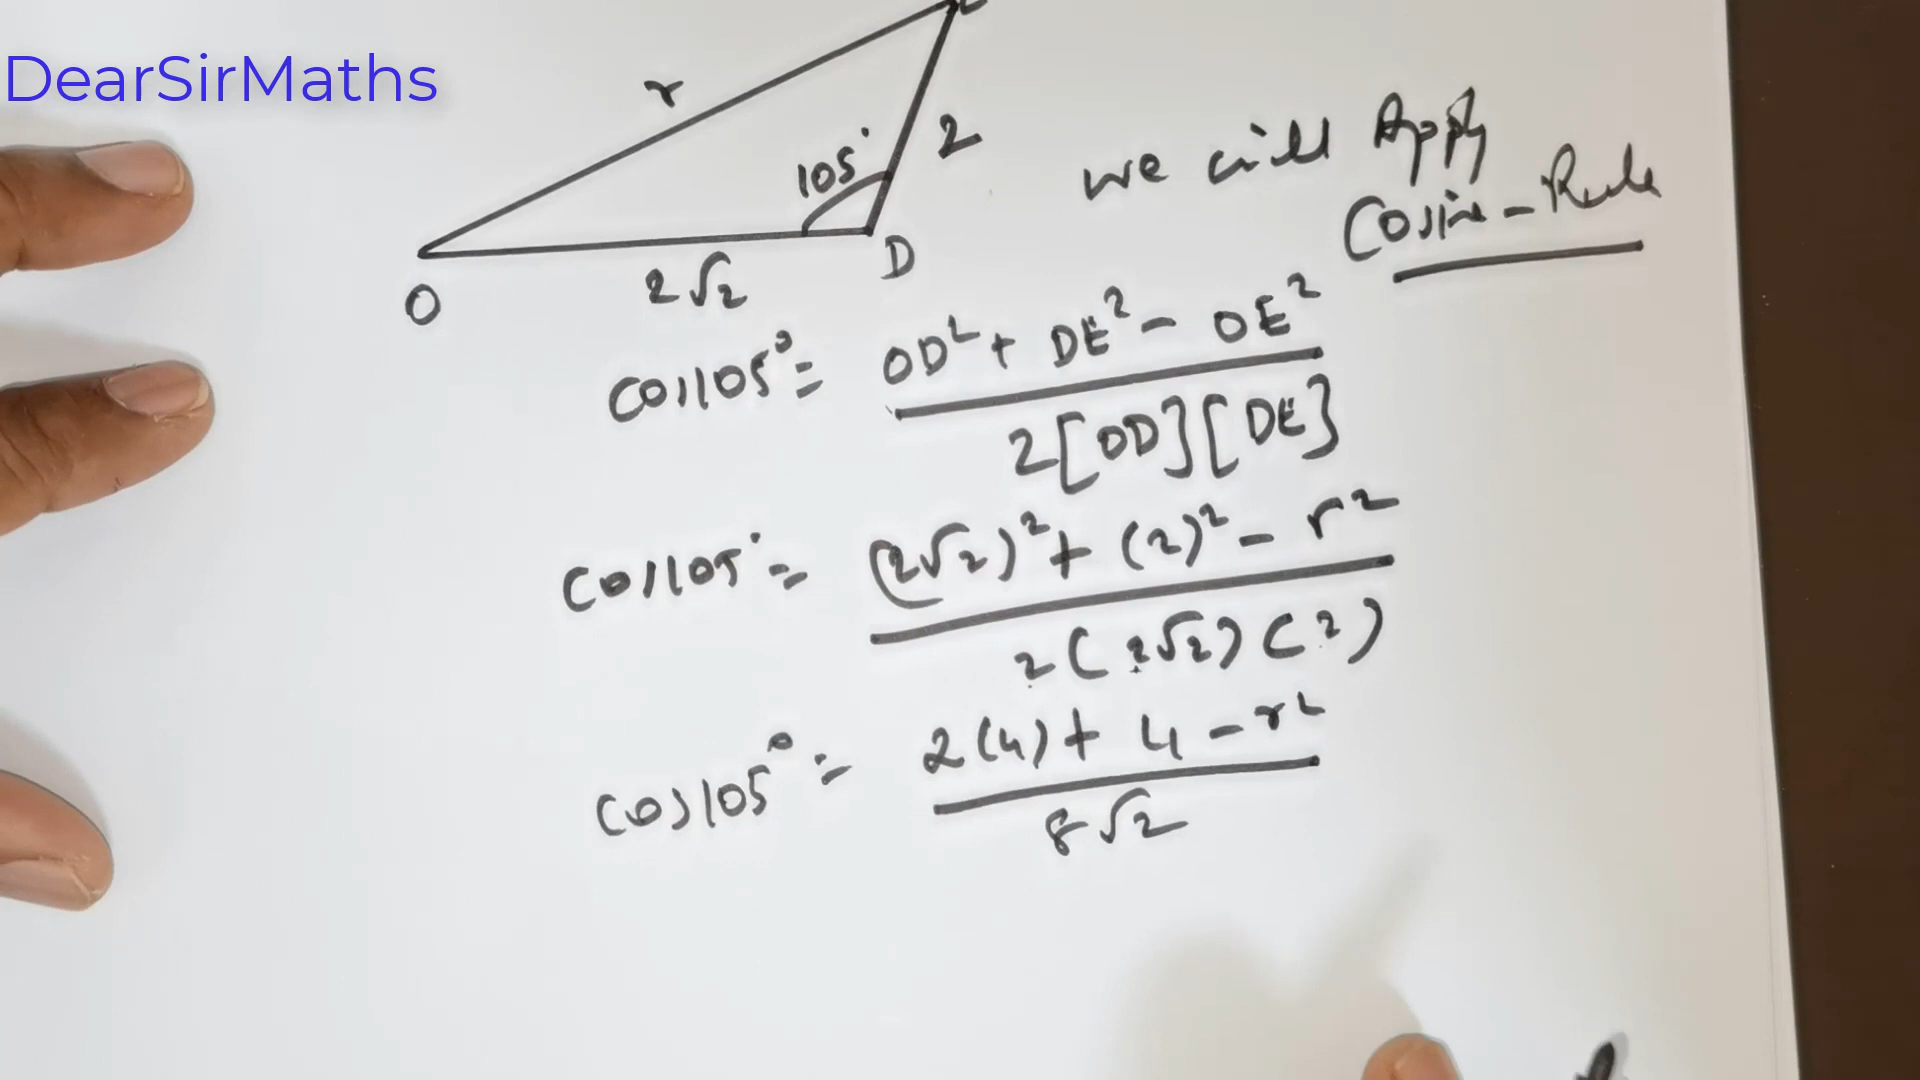 DearSirMaths
r
105°
2
we will Apply
Cosine-Rule
O
2√2
D
cos105° = OD² + DE² - OE² / 2[OD][DE]
cos105° = (2√2)² + (2)² - r² / 2(2√2)(2)
cos105° = 2(4) + 4 - r² / 8√2